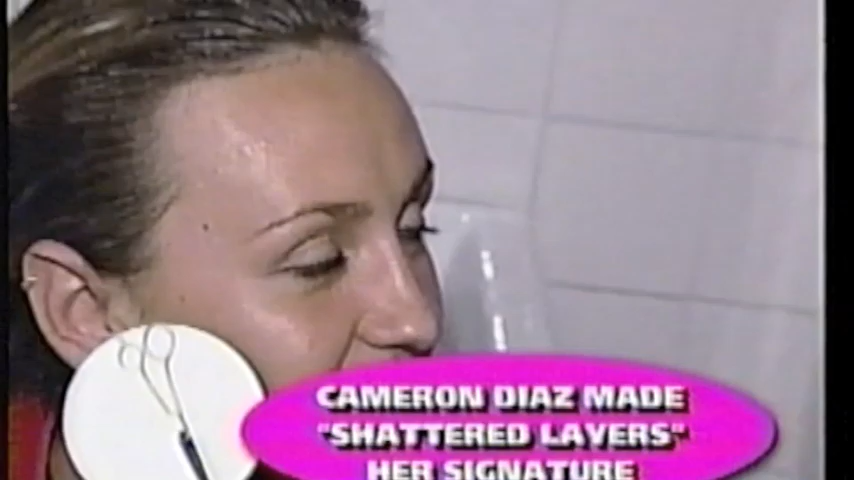 CAMERON DIAZ MADE
"SHATTERED LAYERS"
HER SIGNATURE